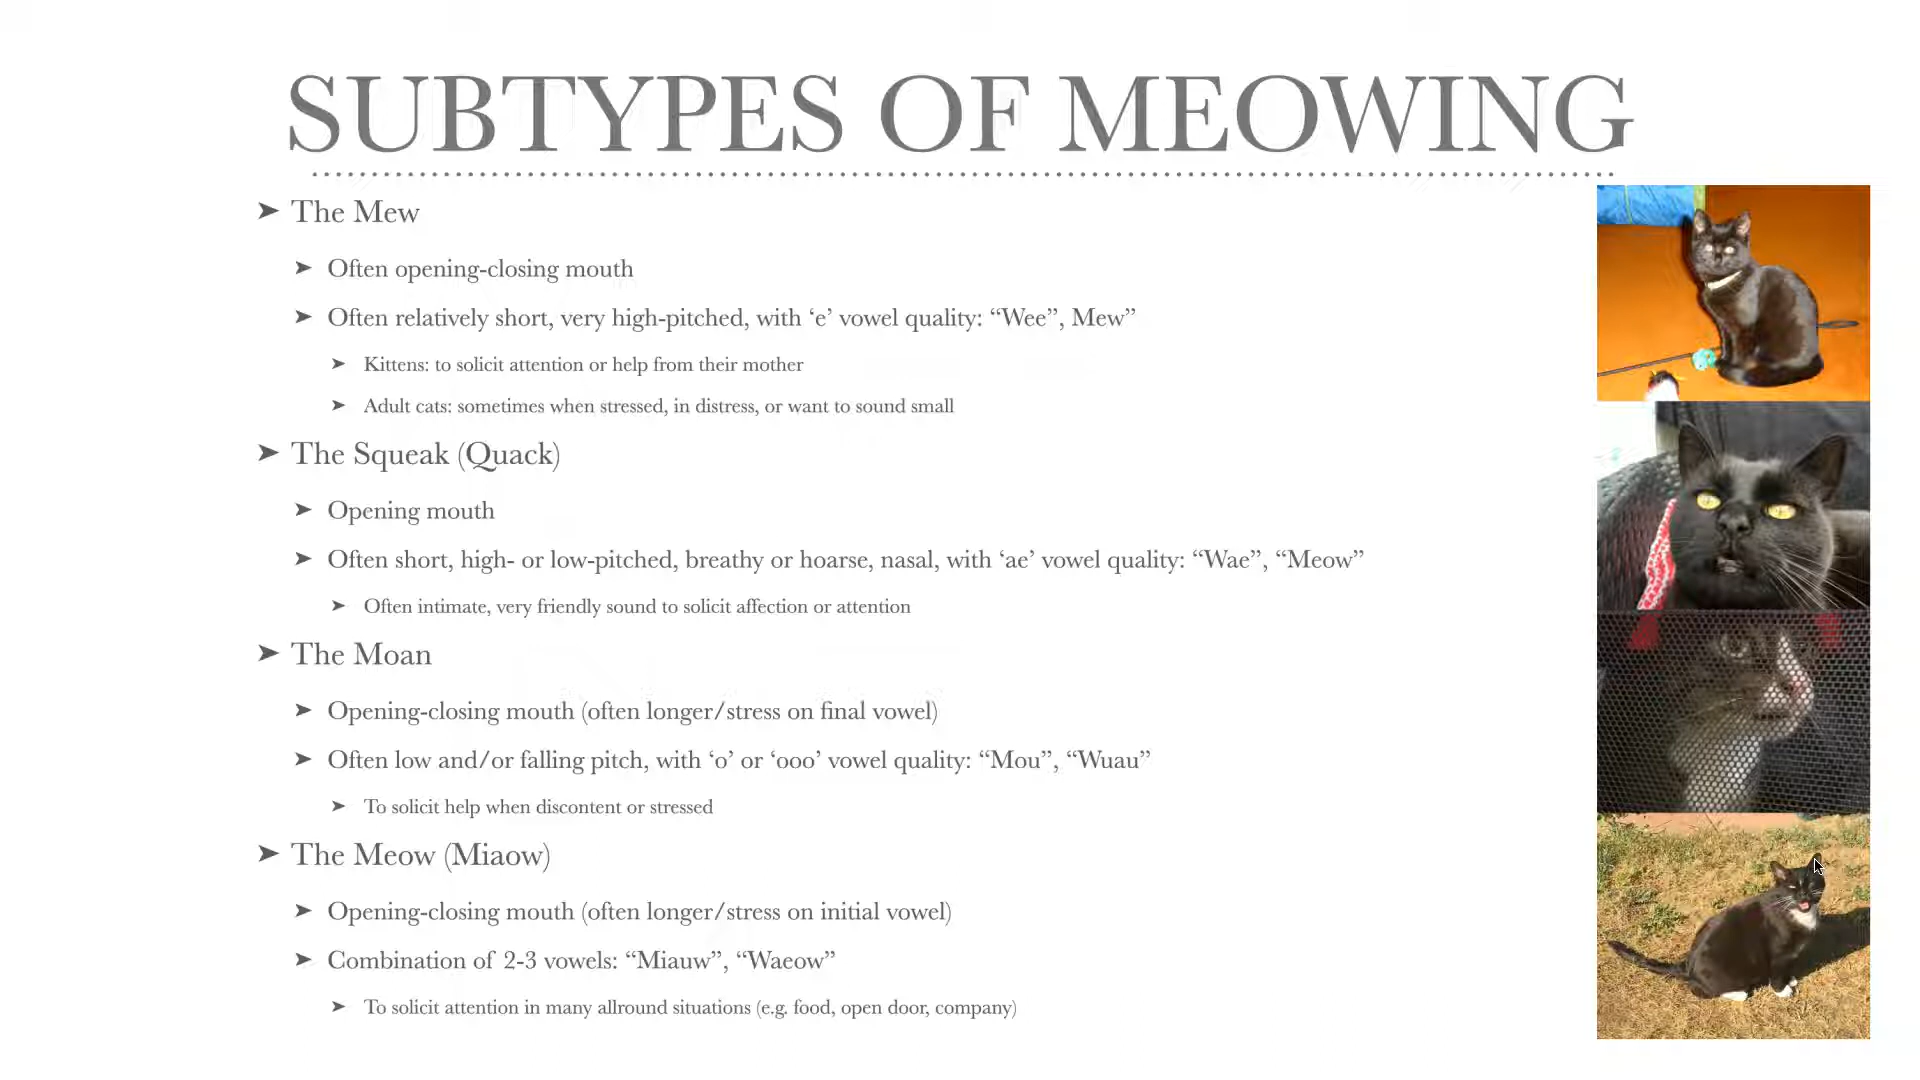 SUBTYPES OF MEOWING
➤ The Mew
➤ Often opening-closing mouth
➤ Often relatively short, very high-pitched, with ‘e’ vowel quality: “Wee”, Mew”
➤ Kittens: to solicit attention or help from their mother
➤ Adult cats: sometimes when stressed, in distress, or want to sound small
➤ The Squeak (Quack)
➤ Opening mouth
➤ Often short, high- or low-pitched, breathy or hoarse, nasal, with ‘ae’ vowel quality: “Wae”, “Meow”
➤ Often intimate, very friendly sound to solicit affection or attention
➤ The Moan
➤ Opening-closing mouth (often longer/stress on final vowel)
➤ Often low and/or falling pitch, with ‘o’ or ‘ooo’ vowel quality: “Mou”, “Wuau”
➤ To solicit help when discontent or stressed
➤ The Meow (Miaow)
➤ Opening-closing mouth (often longer/stress on initial vowel)
➤ Combination of 2-3 vowels: “Miauw”, “Waeow”
➤ To solicit attention in many allround situations (e.g. food, open door, company)